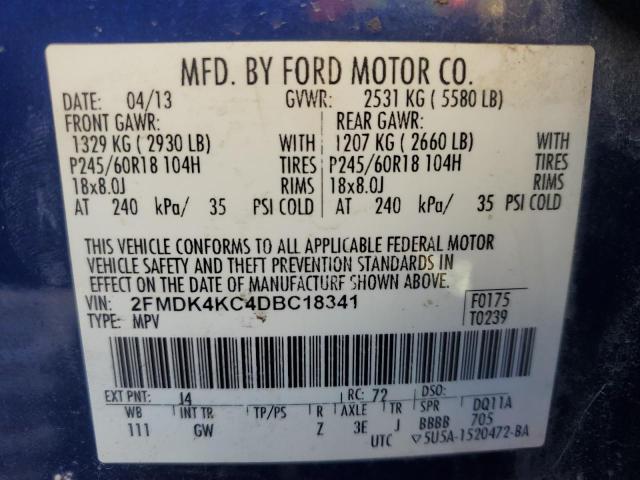 MFD. BY FORD MOTOR CO.
DATE: 04/13 GVWR: 2531 KG ( 5580 LB)
FRONT GAWR: REAR GAWR:
1329 KG ( 2930 LB) WITH 1207 KG ( 2660 LB) WITH
P245/60R18 104H TIRES P245/60R18 104H TIRES
18x8.0J RIMS 18x8.0J RIMS
AT 240 kPa/ 35 PSI COLD AT 240 kPa/ 35 PSI COLD
THIS VEHICLE CONFORMS TO ALL APPLICABLE FEDERAL MOTOR
VEHICLE SAFETY AND THEFT PREVENTION STANDARDS IN
EFFECT ON THE DATE OF MANUFACTURE SHOWN ABOVE.
VIN: 2FMDK4KC4DBC18341 F0175
TYPE: MPV T0239
EXT PNT: J4 RC: 72 DSO:
WB INT TR TP/PS R AXLE TR SPR DQ11A
111 GW Z 3E J BBBB 705
UTC ▽5U5A-1520472-BA